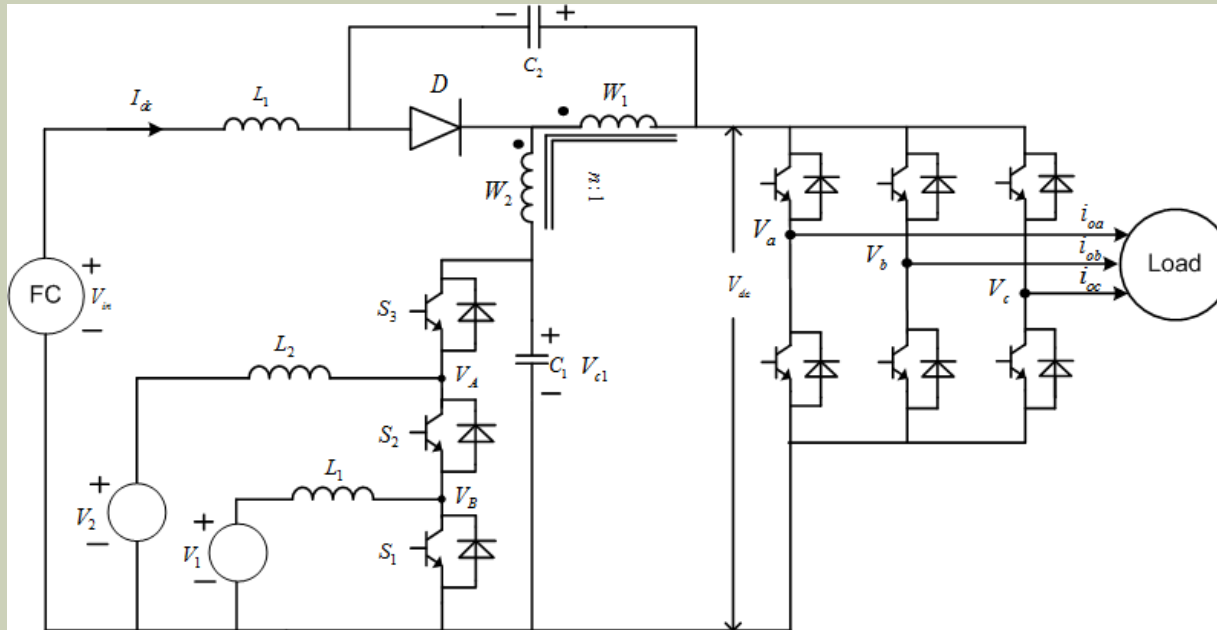 − +
C2
Idc
L1
D
W1
W2
n:1
FC
+
Vin
−
S3
L2
VA
+
C1
−
Vc1
S2
L1
VB
+
V2
−
+
V1
−
S1
Vdc
Va
Vb
Vc
ioa
iob
ioc
Load